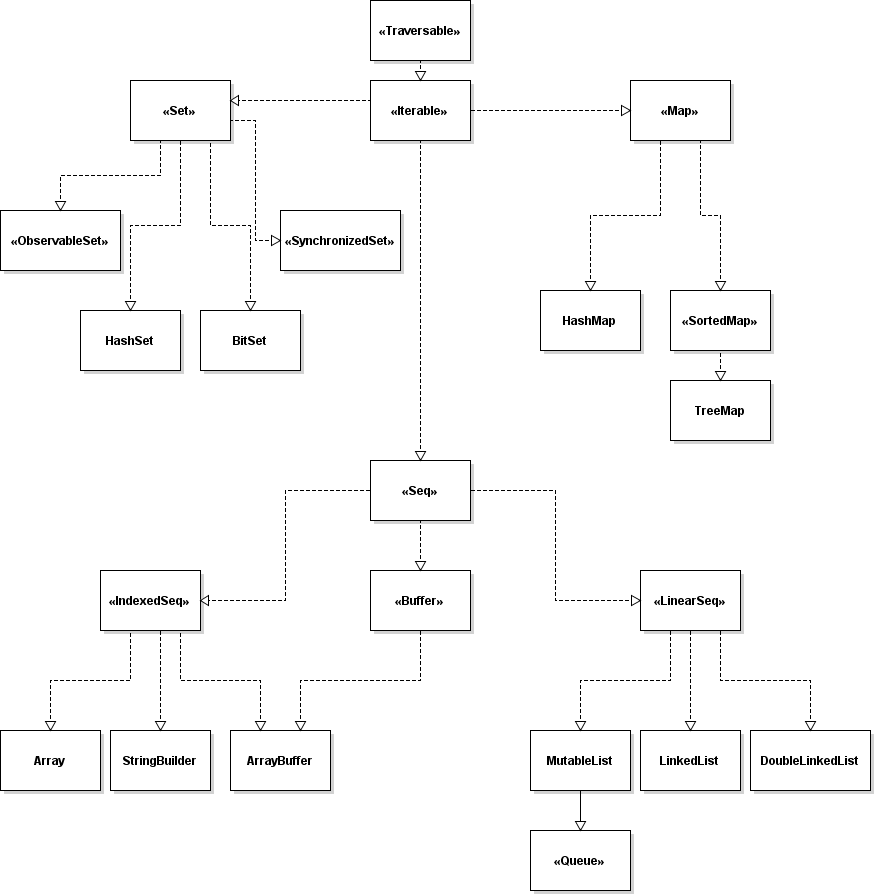 «Traversable»
«Set»
«Iterable»
«Map»
«ObservableSet»
«SynchronizedSet»
HashSet
BitSet
HashMap
«SortedMap»
TreeMap
«Seq»
«IndexedSeq»
«Buffer»
«LinearSeq»
Array
StringBuilder
ArrayBuffer
MutableList
LinkedList
DoubleLinkedList
«Queue»